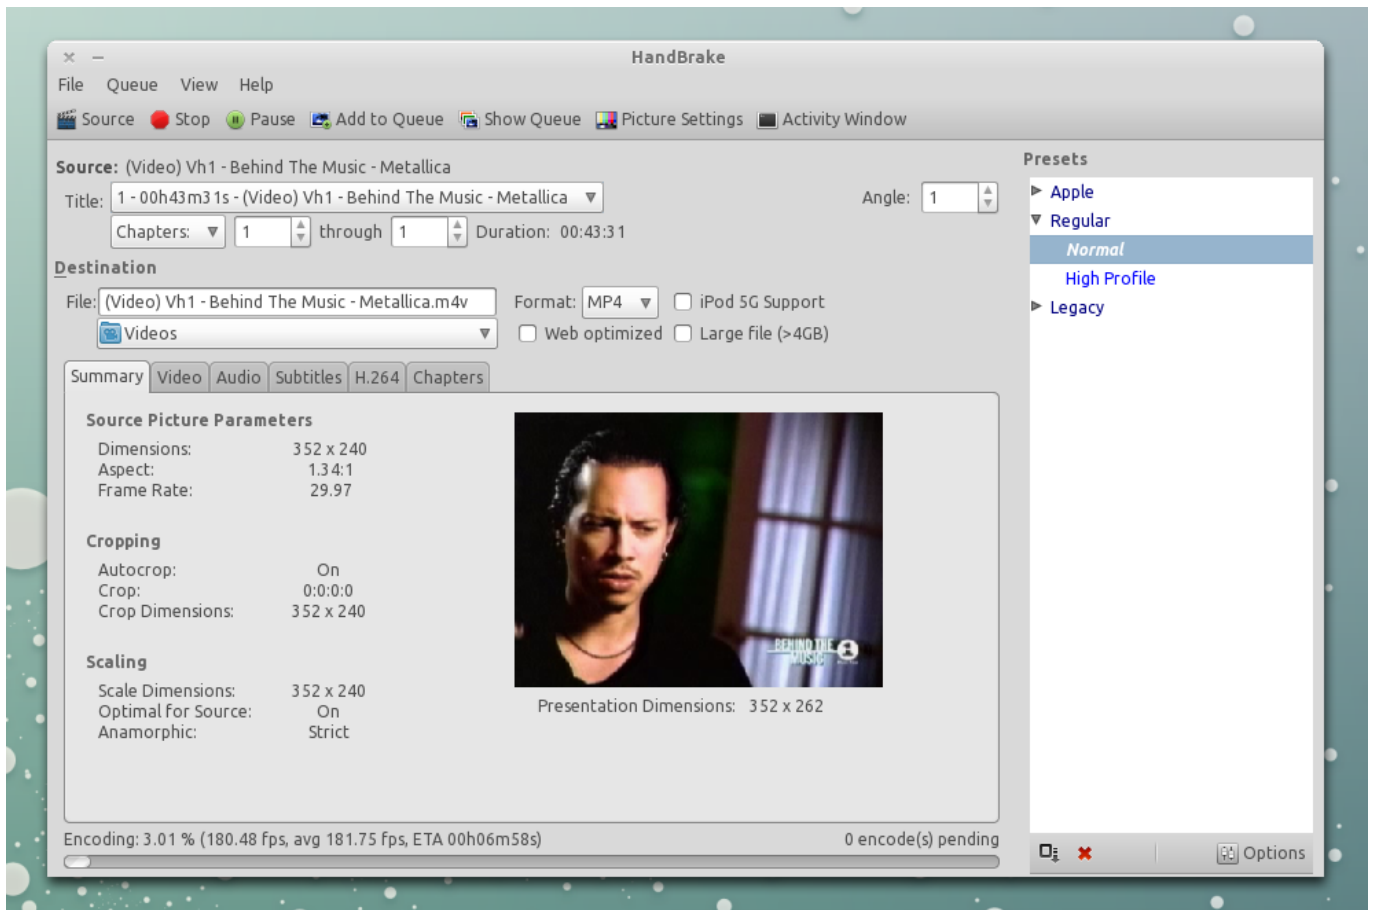 HandBrake
File Queue View Help
Source Stop Pause Add to Queue Show Queue Picture Settings Activity Window
Source: (Video) Vh1 - Behind The Music - Metallica
Title: 1 - 00h43m31s - (Video) Vh1 - Behind The Music - Metallica Angle: 1
Chapters: 1 through 1 Duration: 00:43:31
Destination
File: (Video) Vh1 - Behind The Music - Metallica.m4v Format: MP4 iPod 5G Support
Videos Web optimized Large file (>4GB)
Summary Video Audio Subtitles H.264 Chapters
Source Picture Parameters
Dimensions: 352 x 240
Aspect: 1.34:1
Frame Rate: 29.97
Cropping
Autocrop: On
Crop: 0:0:0:0
Crop Dimensions: 352 x 240
Scaling
Scale Dimensions: 352 x 240
Optimal for Source: On
Anamorphic: Strict
BEHIND THE
MUSIC
Presentation Dimensions: 352 x 262
Encoding: 3.01 % (180.48 fps, avg 181.75 fps, ETA 00h06m58s) 0 encode(s) pending
Presets
Apple
Regular
Normal
High Profile
Legacy
Options